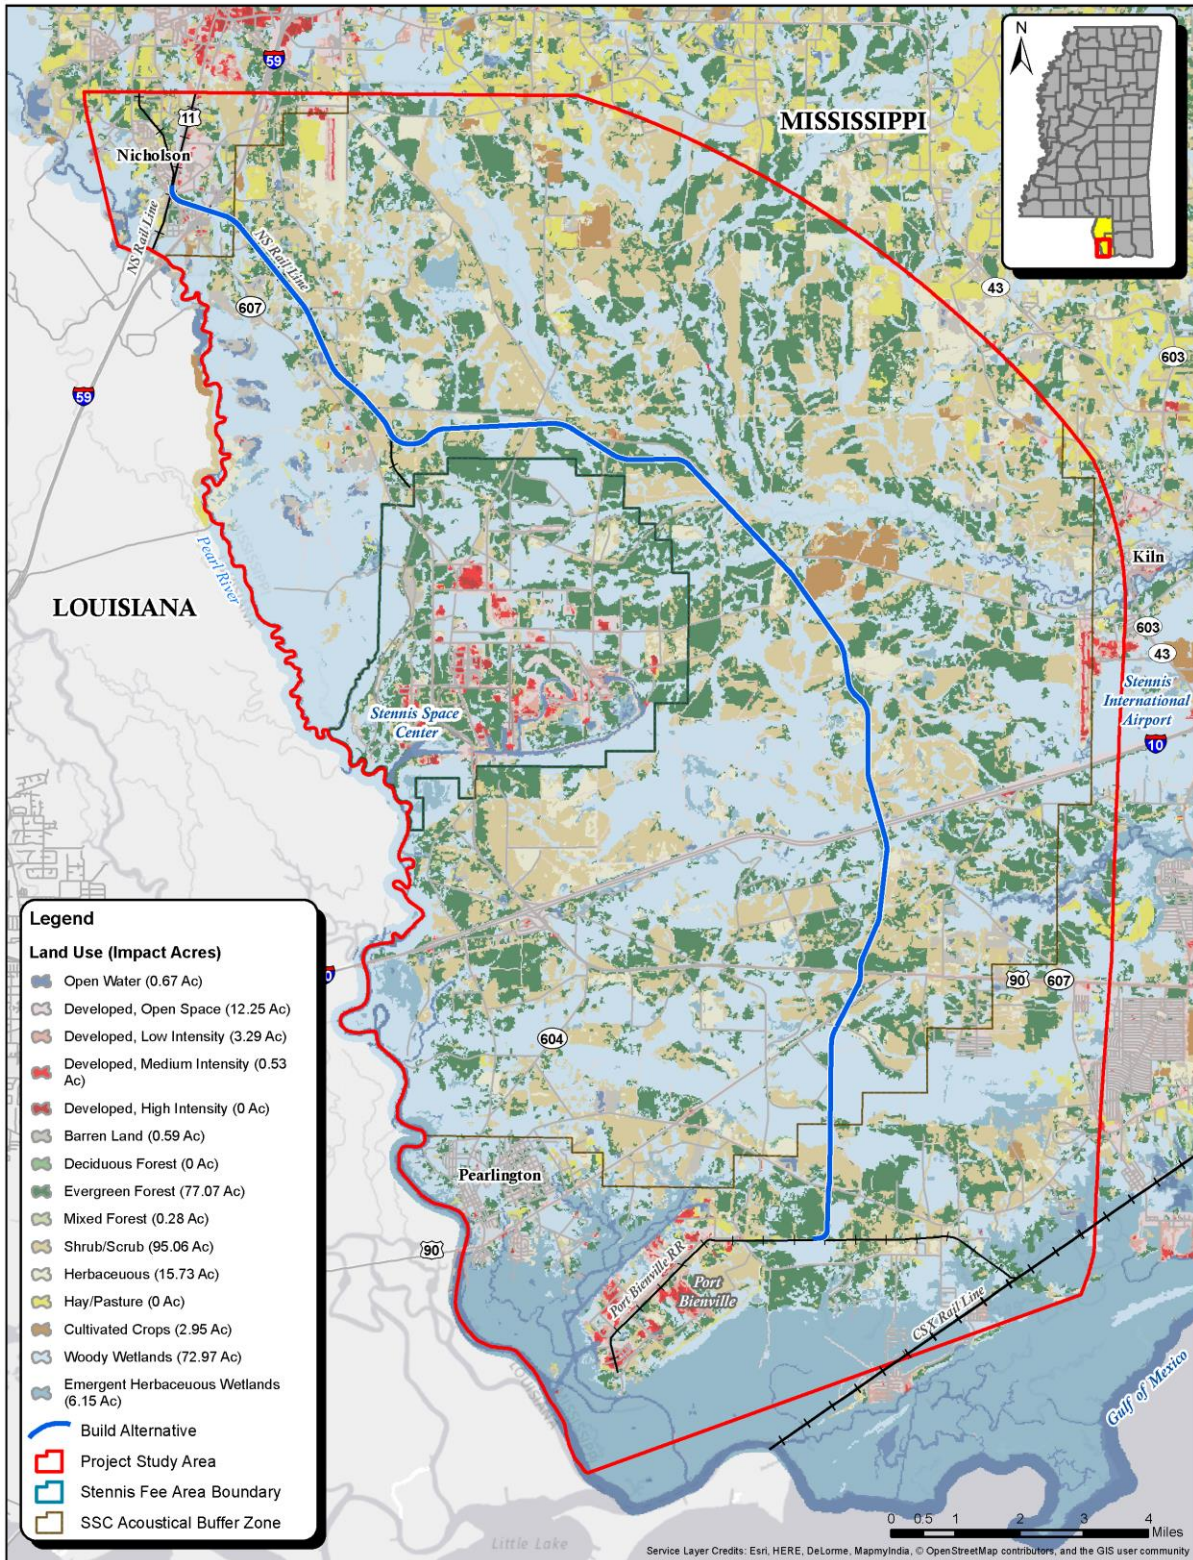 N
59
MISSISSIPPI
11
Nicholson
NS Rail Line
NS Rail Line
607
43
603
59
Pearl River
MISSISSIPPI
LOUISIANA
Kiln
603
43
Stennis
International
Airport
Stennis Space
Center
10
90
607
604
Pearlington
90
Port Bienville RR
Port
Bienville
CSX Rail Line
LOUISIANA
Gulf of Mexico
Little Lake
Legend
Land Use (Impact Acres)
Open Water (0.67 Ac)
Developed, Open Space (12.25 Ac)
Developed, Low Intensity (3.29 Ac)
Developed, Medium Intensity (0.53
Ac)
Developed, High Intensity (0 Ac)
Barren Land (0.59 Ac)
Deciduous Forest (0 Ac)
Evergreen Forest (77.07 Ac)
Mixed Forest (0.28 Ac)
Shrub/Scrub (95.06 Ac)
Herbaceuous (15.73 Ac)
Hay/Pasture (0 Ac)
Cultivated Crops (2.95 Ac)
Woody Wetlands (72.97 Ac)
Emergent Herbaceuous Wetlands
(6.15 Ac)
Build Alternative
Project Study Area
Stennis Fee Area Boundary
SSC Acoustical Buffer Zone
0 0.5 1 2 3 4
Miles
Service Layer Credits: Esri, HERE, DeLorme, MapmyIndia, © OpenStreetMap contributors, and the GIS user community